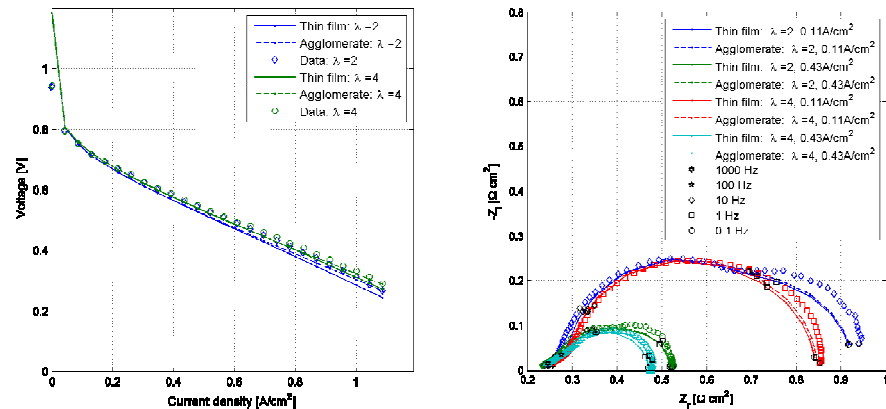 Thin film: λ =2
Agglomerate: λ =2
Data: λ =2
Thin film: λ =4
Agglomerate: λ =4
Data: λ =4
1
0.8
0.6
0.4
0.2
0
0 0.2 0.4 0.6 0.8 1
Voltage [V]
Current density [A/cm²]
Thin film: λ =2, 0.11A/cm²
Agglomerate: λ =2, 0.11A/cm²
Thin film: λ =2, 0.43A/cm²
Agglomerate: λ =2, 0.43A/cm²
Thin film: λ =4, 0.11A/cm²
Agglomerate: λ =4, 0.11A/cm²
Thin film: λ =4, 0.43A/cm²
Agglomerate: λ =4, 0.43A/cm²
1000 Hz
100 Hz
10 Hz
1 Hz
0.1 Hz
0.8
0.7
0.6
0.5
0.4
0.3
0.2
0.1
0
0.2 0.3 0.4 0.5 0.6 0.7 0.8 0.9 1
-Zᵢ [Ω cm²]
Zᵣ [Ω cm²]